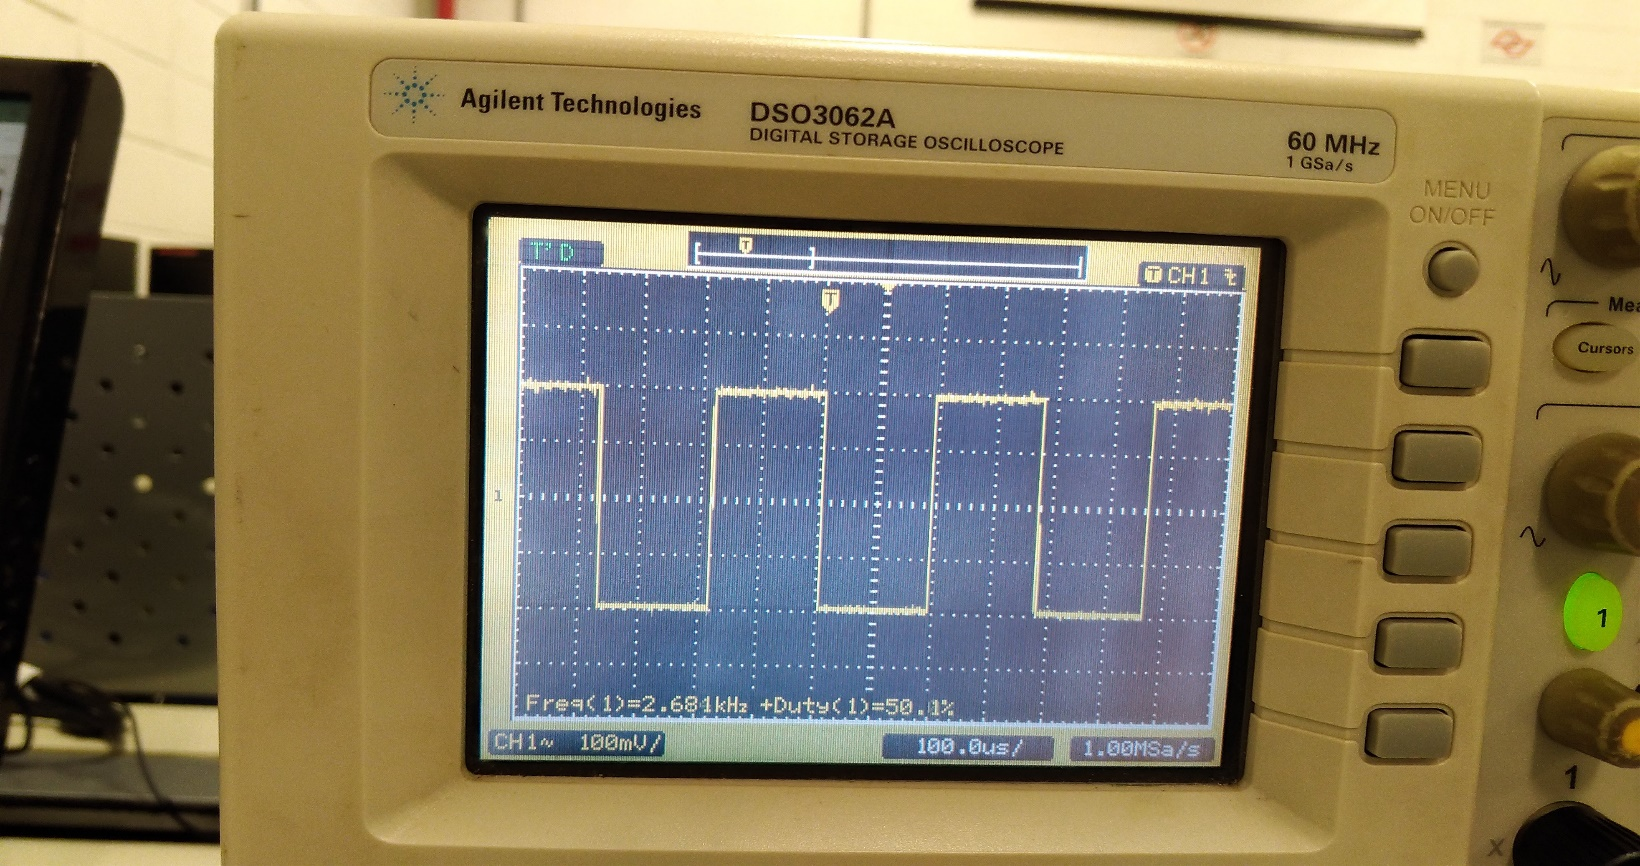 Agilent Technologies
DSO3062A
DIGITAL STORAGE OSCILLOSCOPE
60 MHz
1 GSa/s
MENU
ON/OFF
T'D
T
T CH1
T
Cursors
1
1
Freq(1)=2.681kHz +Duty(1)=50.1%
CH1~ 100mV/
100.0us/
1.00MSa/s
1
X